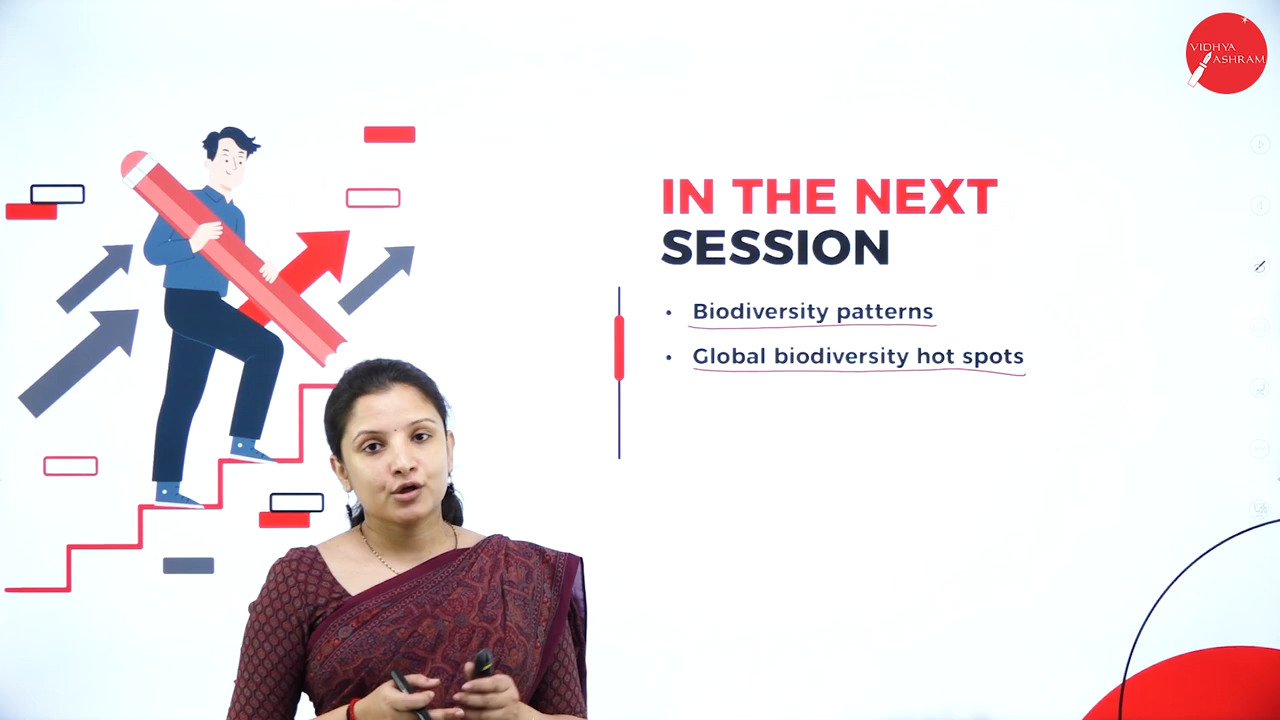 VIDHYA
ASHRAM
IN THE NEXT
SESSION
• Biodiversity patterns
• Global biodiversity hot spots